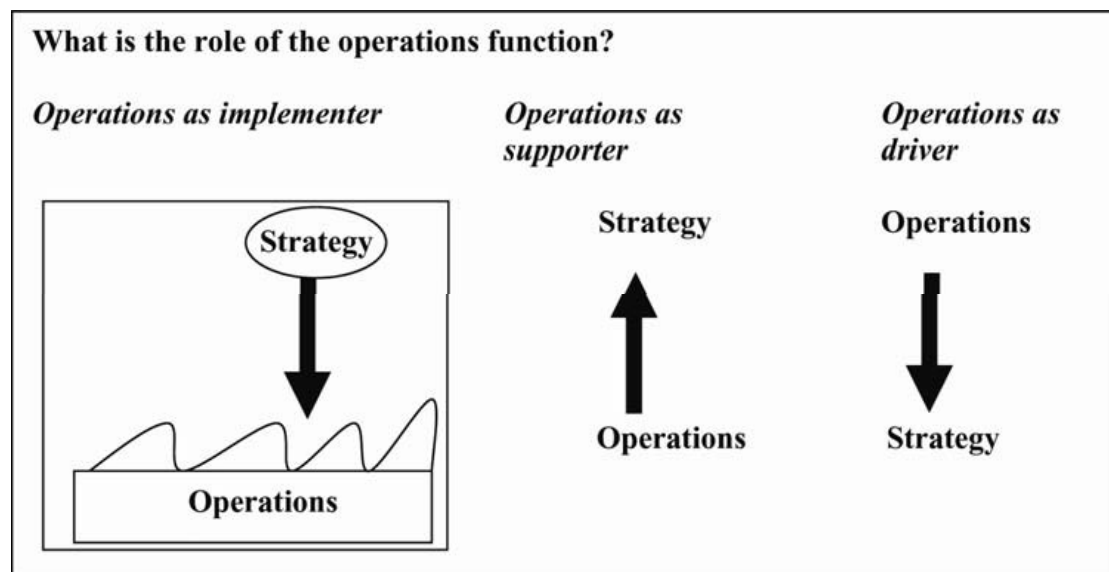 What is the role of the operations function?
Operations as implementer
Operations as
supporter
Operations as
driver
Strategy
Operations
Strategy
Operations
Operations
Strategy